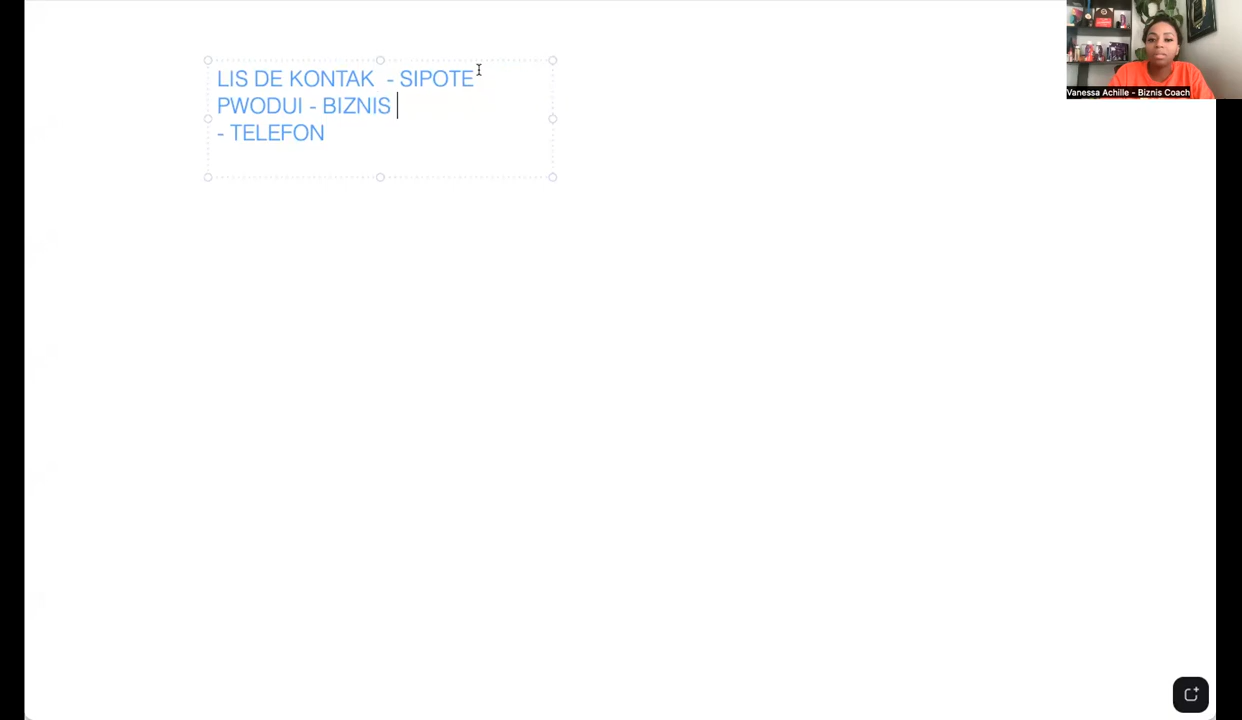 LIS DE KONTAK - SIPOTE
PWODUI - BIZNIS
- TELEFON
Vanessa Achille - Biznis Coach